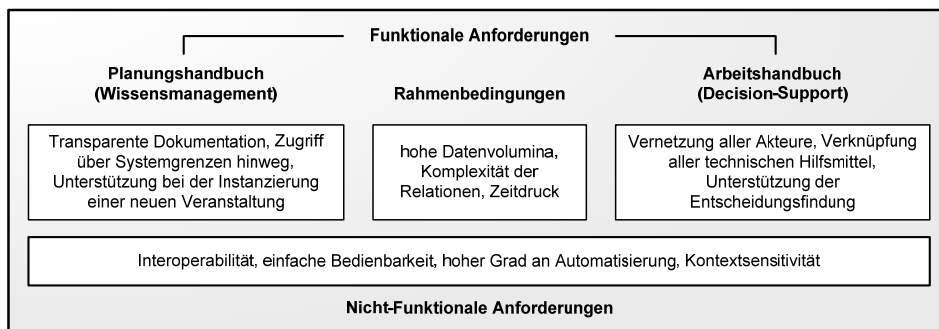 Funktionale Anforderungen
Planungshandbuch
(Wissensmanagement)
Transparente Dokumentation, Zugriff
über Systemgrenzen hinweg,
Unterstützung bei der Instanzierung
einer neuen Veranstaltung
Rahmenbedingungen
hohe Datenvolumina,
Komplexität der
Relationen, Zeitdruck
Arbeitshandbuch
(Decision-Support)
Vernetzung aller Akteure, Verknüpfung
aller technischen Hilfsmittel,
Unterstützung der
Entscheidungsfindung
Interoperabilität, einfache Bedienbarkeit, hoher Grad an Automatisierung, Kontextsensitivität
Nicht-Funktionale Anforderungen